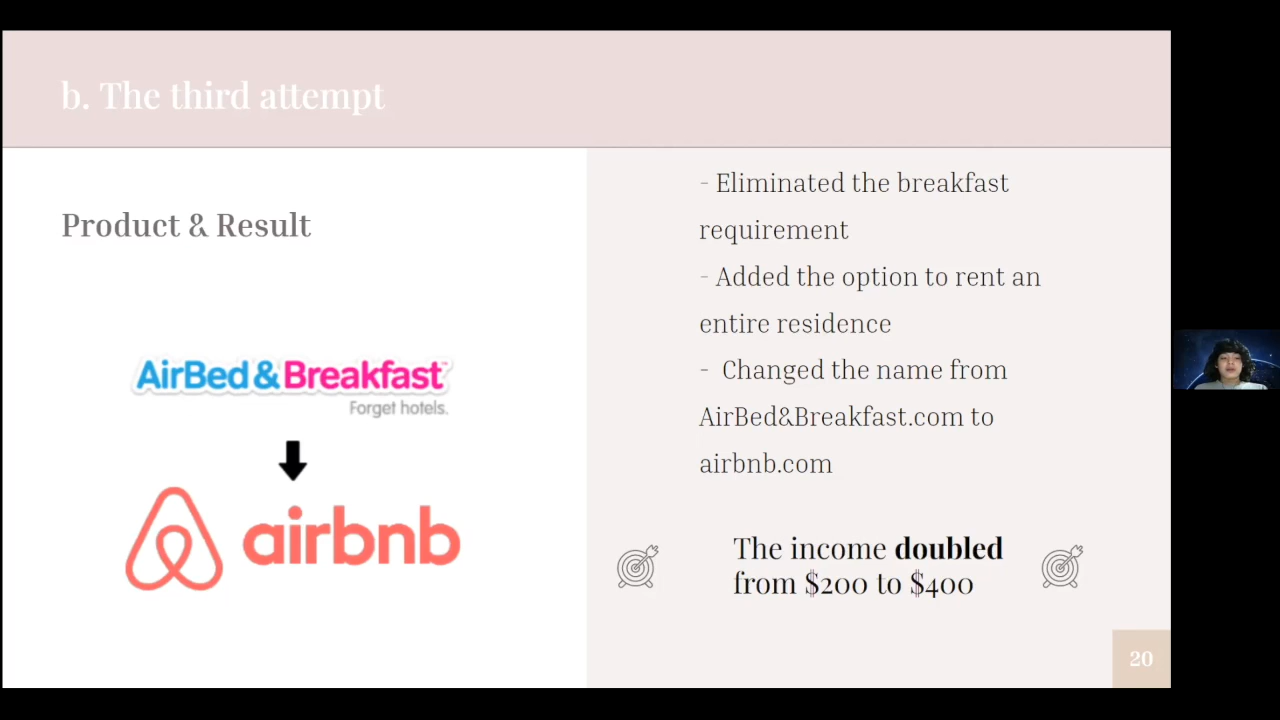 b. The third attempt
Product & Result
AirBed & Breakfast™
Forget hotels.
airbnb
- Eliminated the breakfast
requirement
- Added the option to rent an
entire residence
- Changed the name from
AirBed&Breakfast.com to
airbnb.com
The income doubled
from $200 to $400
20